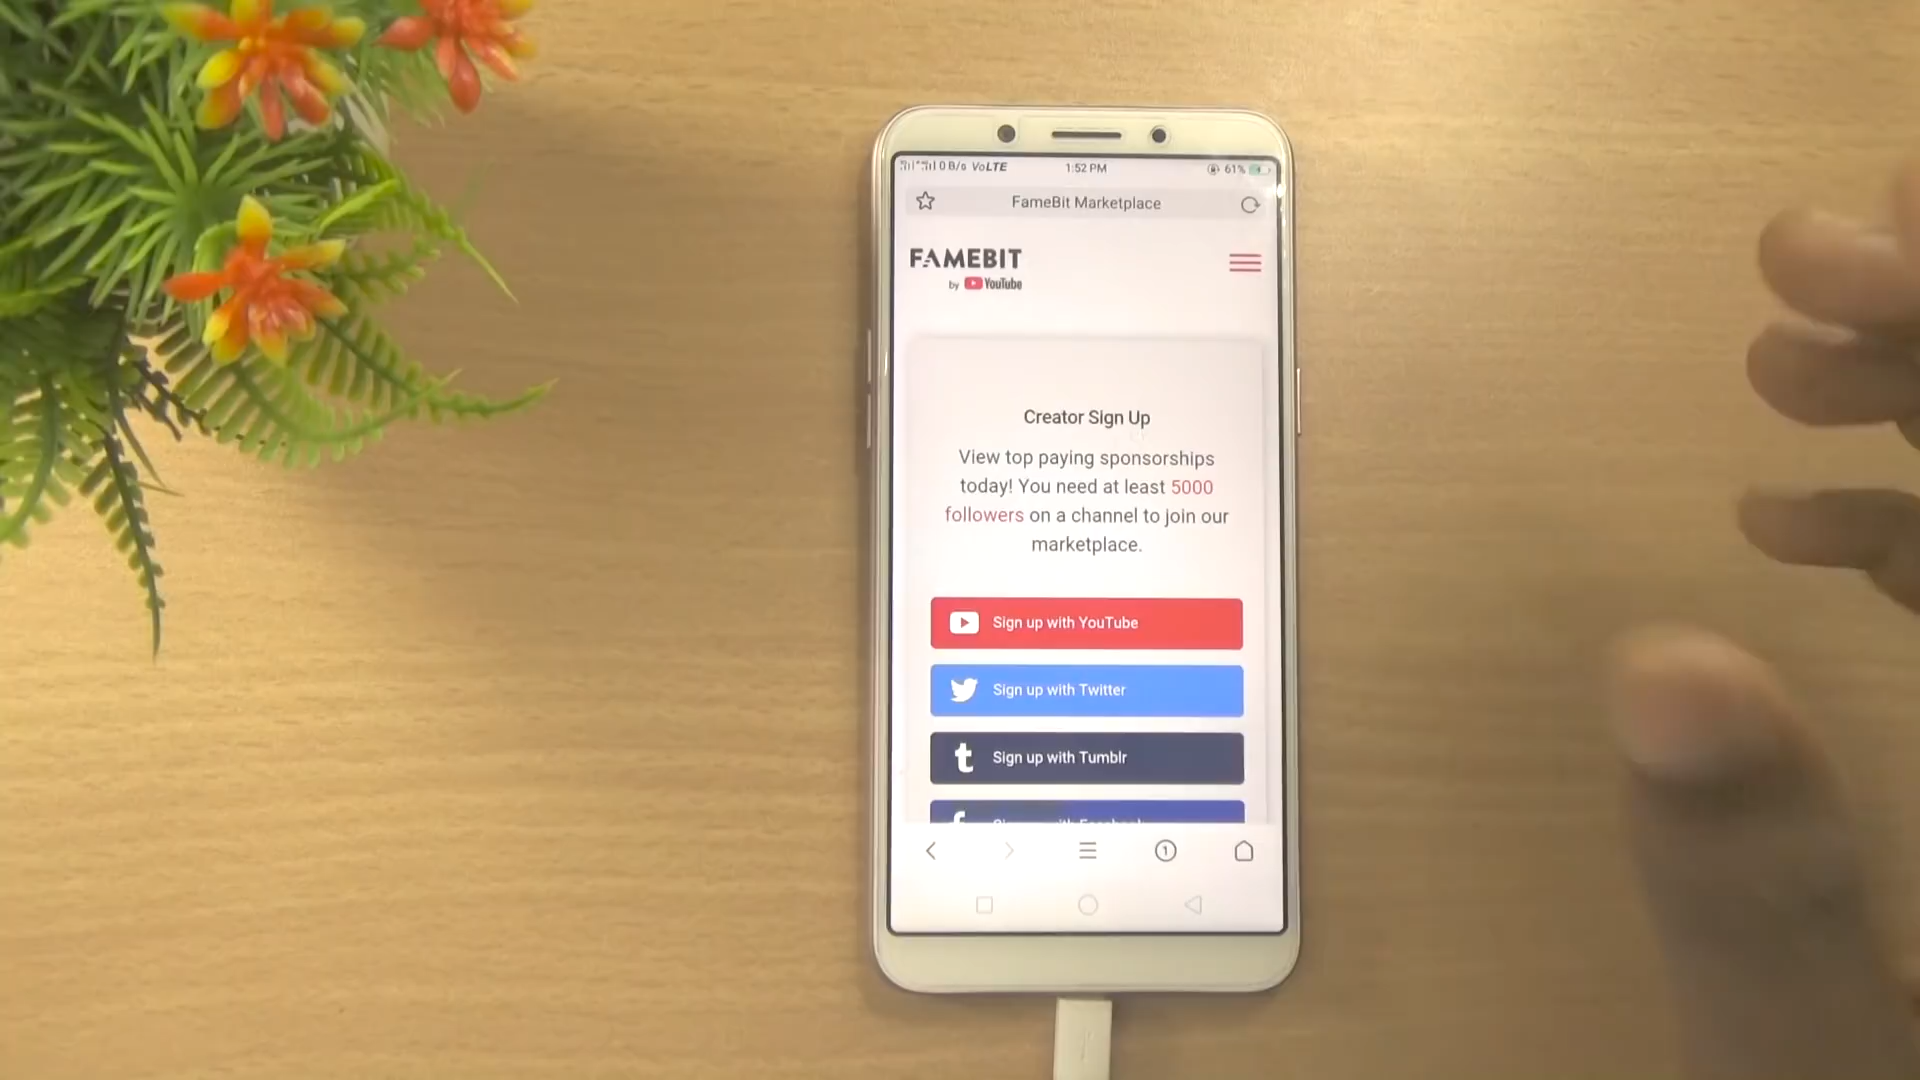 0 B/s VoLTE 1:52 PM 61%
FameBit Marketplace
FAMEBIT
by YouTube
Creator Sign Up
View top paying sponsorships
today! You need at least 5000
followers on a channel to join our
marketplace.
Sign up with YouTube
Sign up with Twitter
t Sign up with Tumblr
1